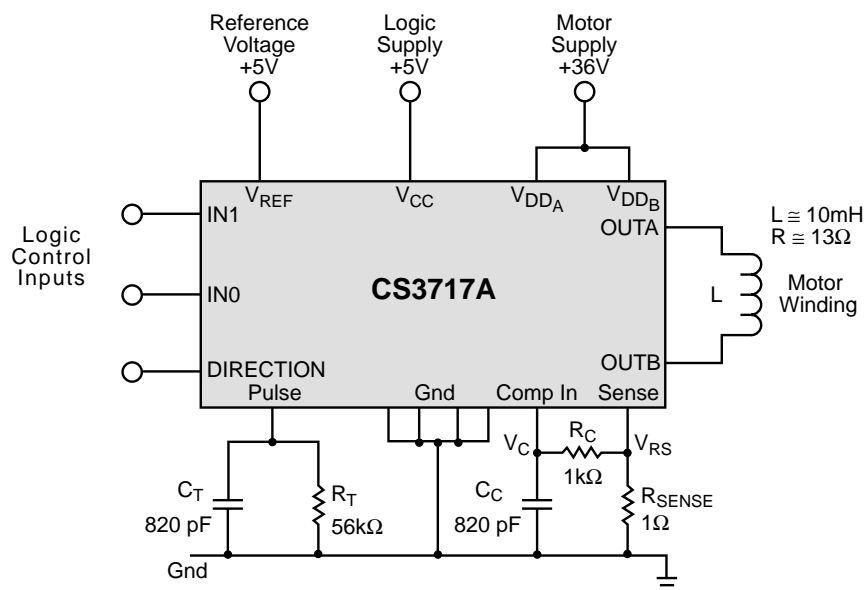 Reference
Voltage
+5V
Logic
Supply
+5V
Motor
Supply
+36V
VREF
VCC
VDDA
VDDB
IN1
Logic
Control
Inputs
IN0
DIRECTION
CS3717A
OUTA
OUTB
L ≅ 10mH
R ≅ 13Ω
L
Motor
Winding
Pulse
Gnd
Comp In
Sense
VC
RC
1kΩ
VRS
CT
820 pF
RT
56kΩ
CC
820 pF
RSENSE
1Ω
Gnd